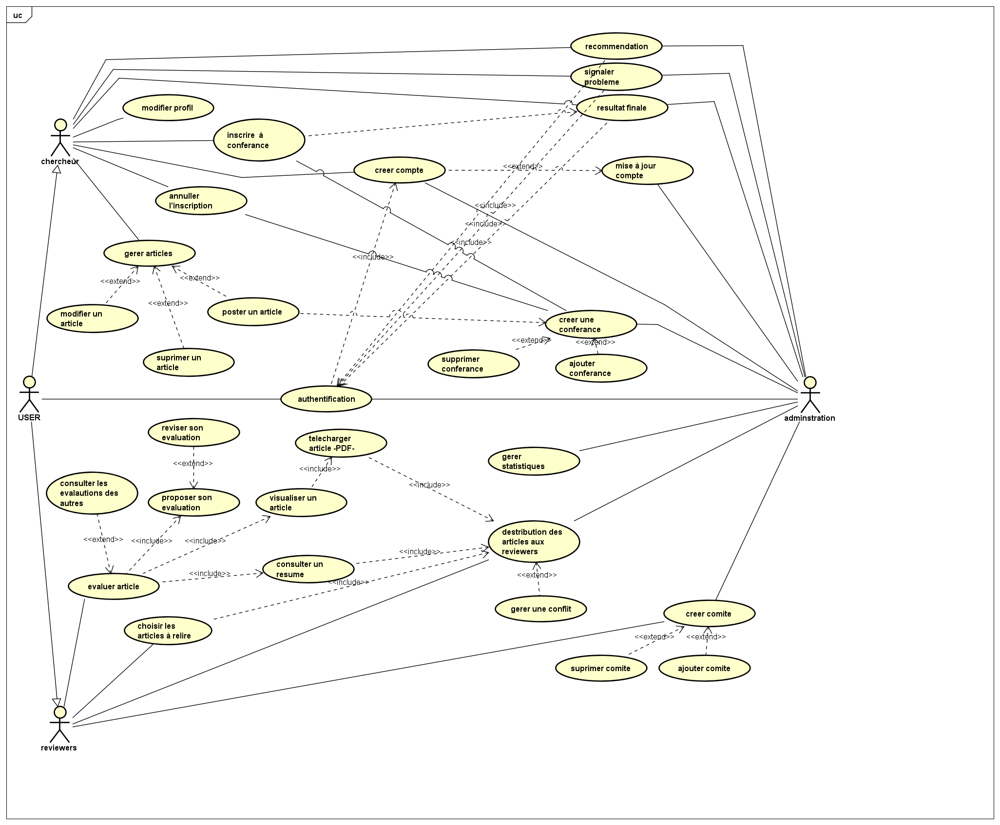 uc
recommendation
signaler
probleme
modifier profil
resultat finale
inscrire  à
conferance
chercheur
creer compte
<<extend>>
mise à jour
compte
annuller
l'inscription
<<include>>
<<include>>
<<include>>
gerer articles
<<include>>
<<extend>>
<<extend>>
<<extend>>
modifier un
article
poster un article
creer une
conferance
<<extend>>
<<extend>>
suprimer un
article
supprimer
conferance
ajouter
conferance
authentification
USER
adminstration
reviser son
evaluation
telecharger
article -PDF-
gerer
statistiques
<<extend>>
<<include>>
<<include>>
consulter les
evalautions des
autres
proposer son
evaluation
visualiser un
article
<<extend>>
<<include>>
<<include>>
destribution des
articles aux
reviewers
<<include>>
consulter un
resume
<<include>>
<<include>>
<<extend>>
evaluer article
gerer une conflit
creer comite
choisir les
articles à relire
<<extend>>
<<extend>>
suprimer comite
ajouter comite
reviewers